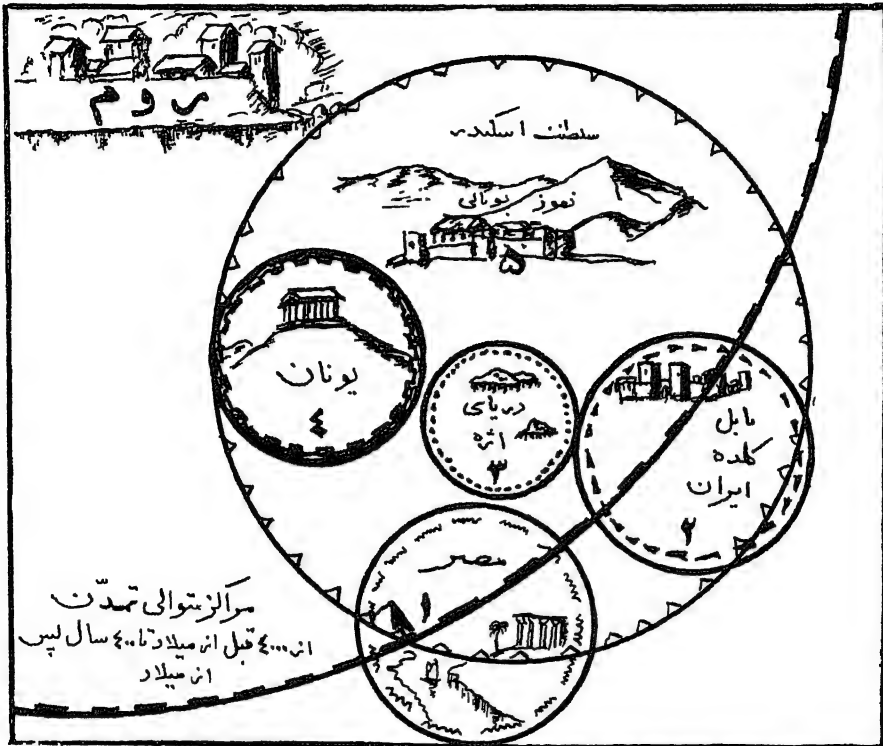 روم
سلطنت اسکندر
نفوذ یونانی
۵
یونان
٤
دریای
اژه
۳
بابل
کلده
ایران
۲
مصر
۱
مراکز متوالی تمدّن
از ٤۰۰۰ قبل از میلاد تا ٤۰۰ سال پس
از میلاد